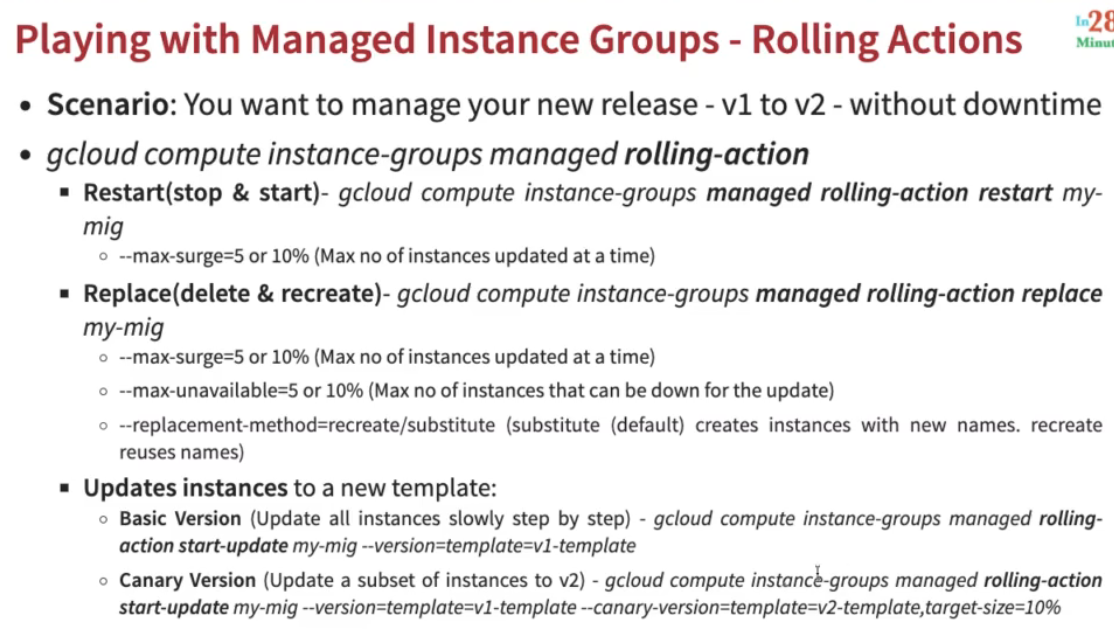 Playing with Managed Instance Groups - Rolling Actions
In28
Minut
• Scenario: You want to manage your new release - v1 to v2 - without downtime
• gcloud compute instance-groups managed rolling-action
▪ Restart(stop & start)- gcloud compute instance-groups managed rolling-action restart my-
mig
○ --max-surge=5 or 10% (Max no of instances updated at a time)
▪ Replace(delete & recreate)- gcloud compute instance-groups managed rolling-action replace
my-mig
○ --max-surge=5 or 10% (Max no of instances updated at a time)
○ --max-unavailable=5 or 10% (Max no of instances that can be down for the update)
○ --replacement-method=recreate/substitute (substitute (default) creates instances with new names. recreate
reuses names)
▪ Updates instances to a new template:
○ Basic Version (Update all instances slowly step by step) - gcloud compute instance-groups managed rolling-
action start-update my-mig --version=template=v1-template
○ Canary Version (Update a subset of instances to v2) - gcloud compute instance-groups managed rolling-action
start-update my-mig --version=template=v1-template --canary-version=template=v2-template,target-size=10%